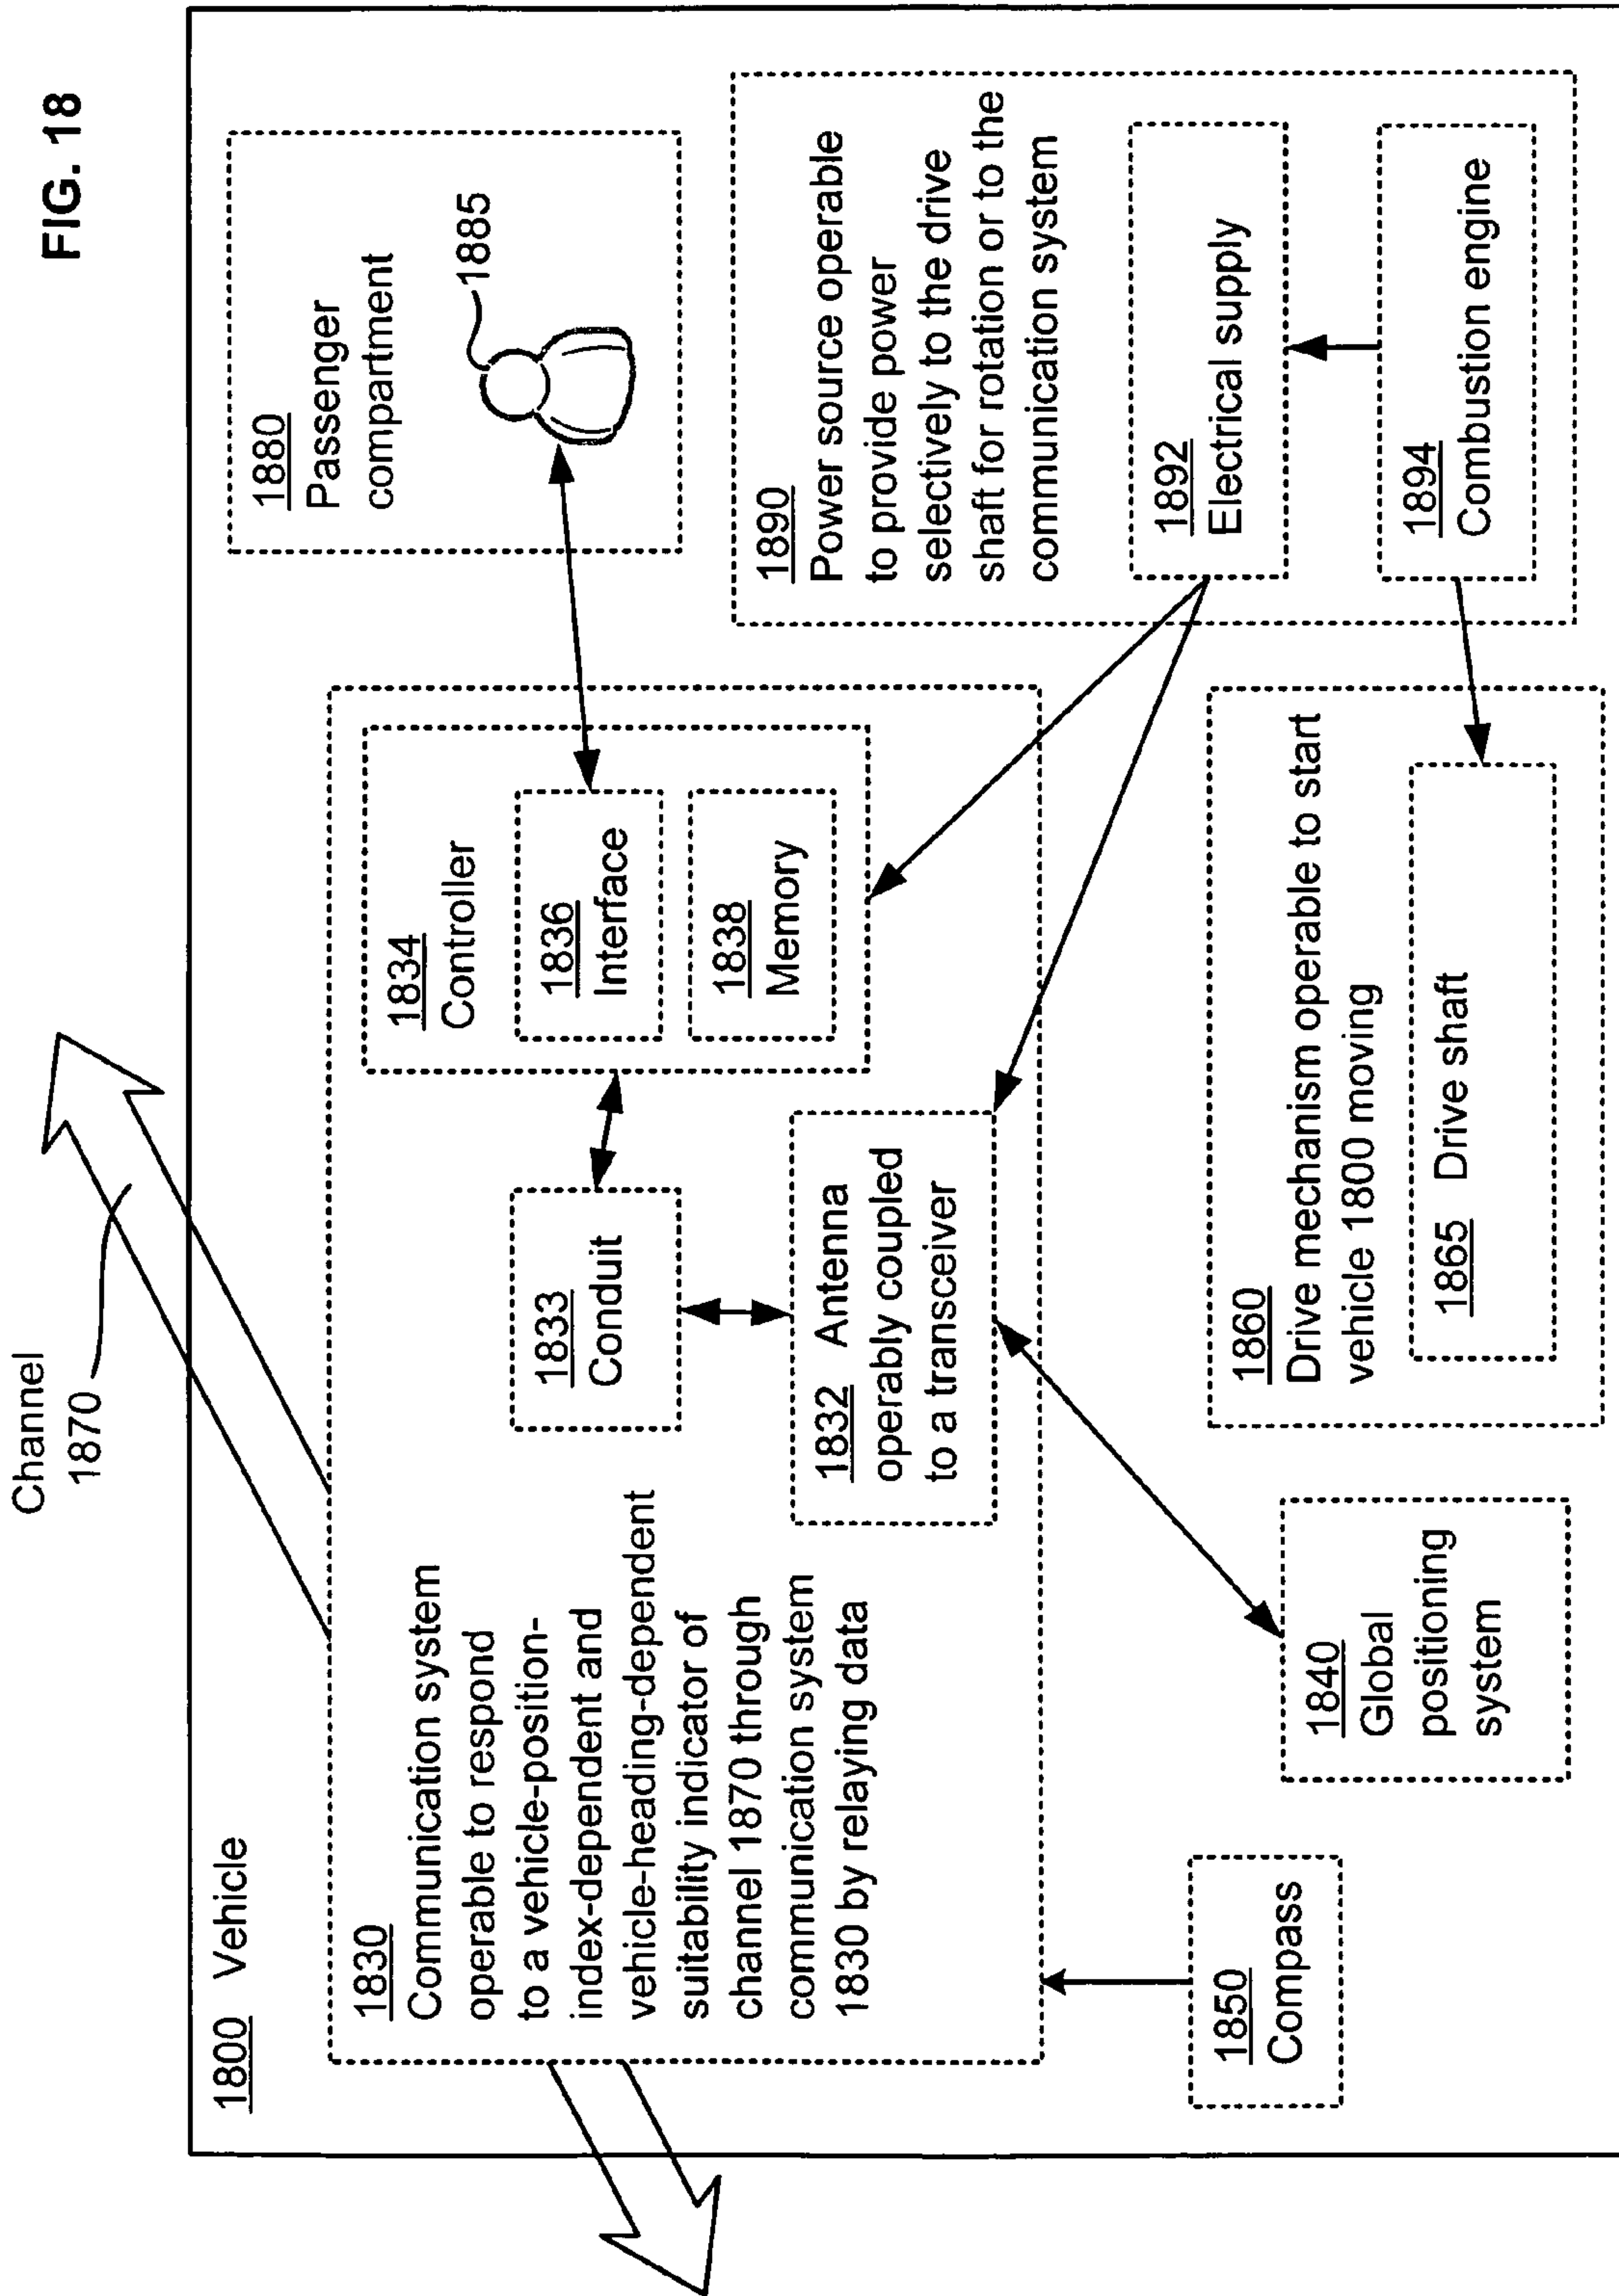 FIG. 18
Channel
1870
1800 Vehicle
1830
Communication system
operable to respond
to a vehicle-position-
index-dependent and
vehicle-heading-dependent
suitability indicator of
channel 1870 through
communication system
1830 by relaying data
1833
Conduit
1832 Antenna
operably coupled
to a transceiver
1834
Controller
1836
Interface
1838
Memory
1880
Passenger
compartment
1885
1850
Compass
1840
Global
positioning
system
1860
Drive mechanism operable to start
vehicle 1800 moving
1865 Drive shaft
1890
Power source operable
to provide power
selectively to the drive
shaft for rotation or to the
communication system
1892
Electrical supply
1894
Combustion engine